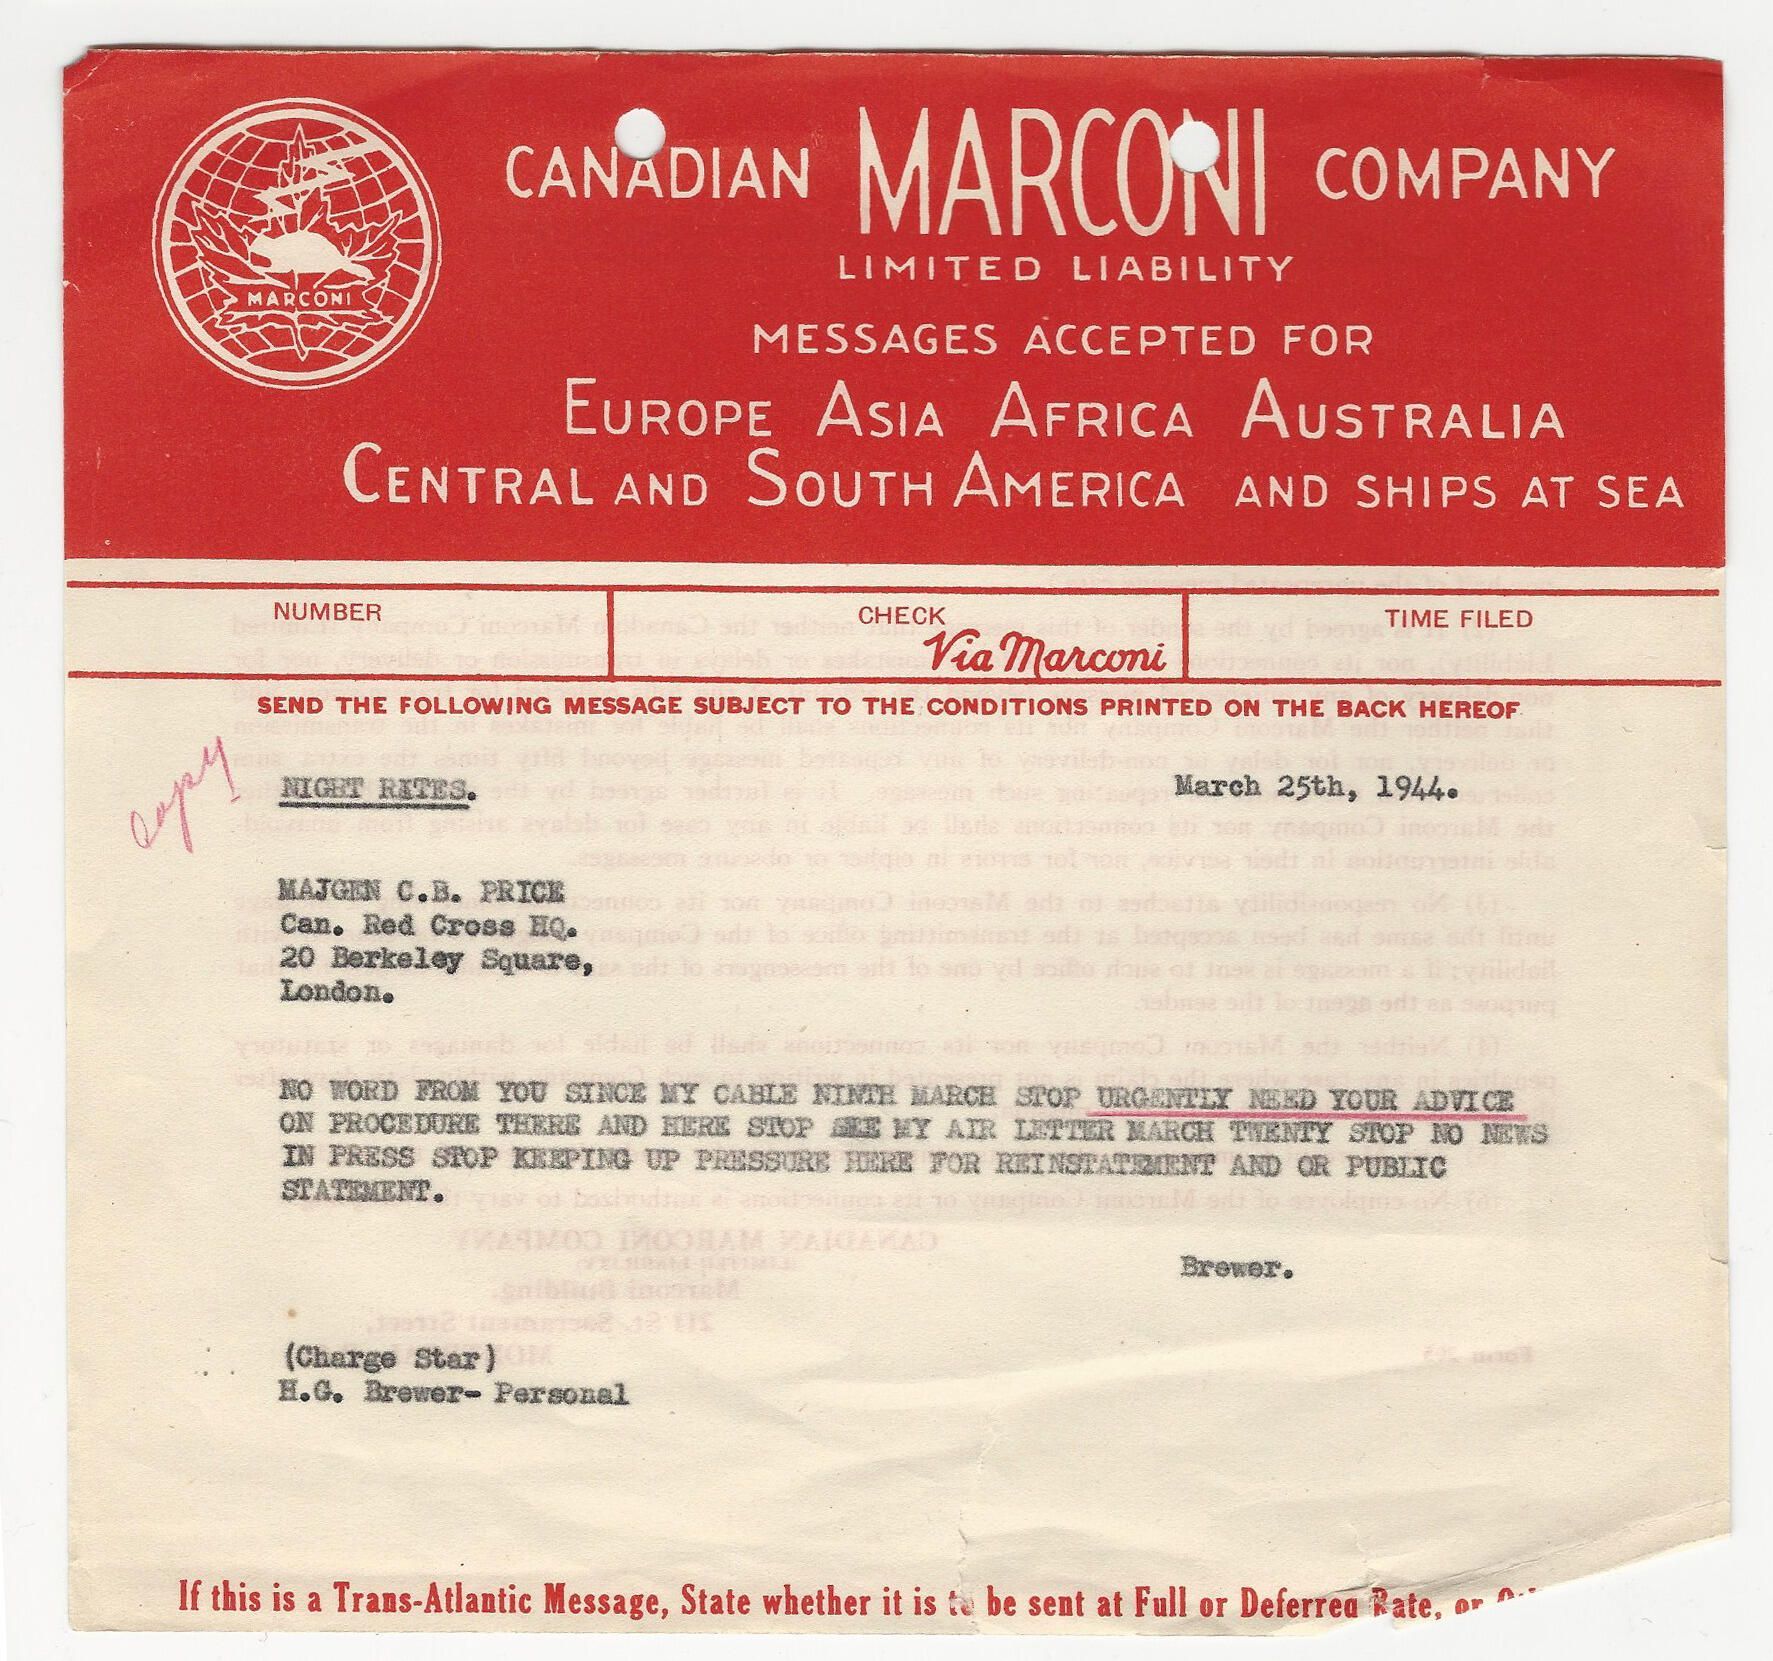 CANADIAN MARCONI COMPANY
LIMITED LIABILITY
MARCONI
MESSAGES ACCEPTED FOR
EUROPE ASIA AFRICA AUSTRALIA
CENTRAL AND SOUTH AMERICA AND SHIPS AT SEA
NUMBER CHECK TIME FILED
Via Marconi
SEND THE FOLLOWING MESSAGE SUBJECT TO THE CONDITIONS PRINTED ON THE BACK HEREOF
copy
NIGHT RATES. March 25th, 1944.
MAJGEN C.B. PRICE
Can. Red Cross HQ.
20 Berkeley Square,
London.
NO WORD FROM YOU SINCE MY CABLE NINTH MARCH STOP URGENTLY NEED YOUR ADVICE
ON PROCEDURE THERE AND HERE STOP SEE MY AIR LETTER MARCH TWENTY STOP NO NEWS
IN PRESS STOP KEEPING UP PRESSURE HERE FOR REINSTATEMENT AND OR PUBLIC
STATEMENT.
Brewer.
(Charge Star)
H.G. Brewer- Personal
If this is a Trans-Atlantic Message, State whether it is to be sent at Full or Deferred Rate, or